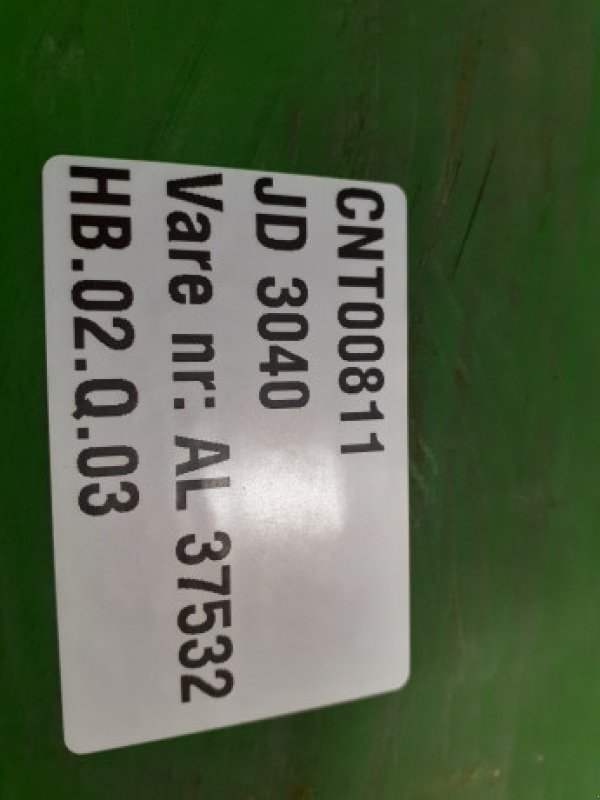 CNT00811
JD 3040
Vare nr: AL 37532
HB.02.Q.03